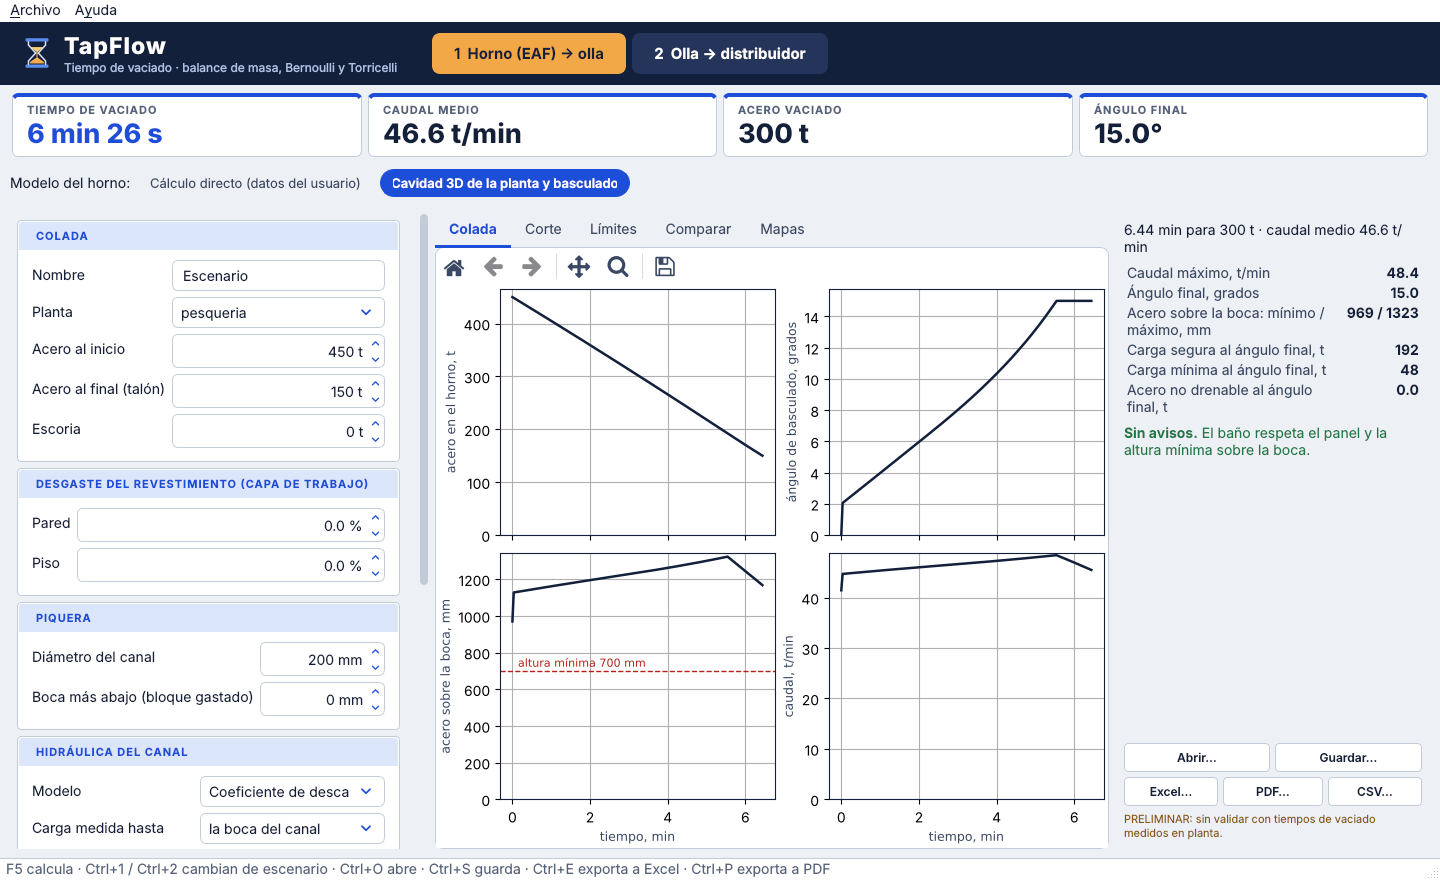 Archivo Ayuda
TapFlow
Tiempo de vaciado · balance de masa, Bernoulli y Torricelli
1 Horno (EAF) → olla
2 Olla → distribuidor
TIEMPO DE VACIADO
6 min 26 s
CAUDAL MEDIO
46.6 t/min
ACERO VACIADO
300 t
ÁNGULO FINAL
15.0°
Modelo del horno: Cálculo directo (datos del usuario) Cavidad 3D de la planta y basculado
COLADA
Nombre Escenario
Planta pesqueria
Acero al inicio 450 t
Acero al final (talón) 150 t
Escoria 0 t
DESGASTE DEL REVESTIMIENTO (CAPA DE TRABAJO)
Pared 0.0 %
Piso 0.0 %
PIQUERA
Diámetro del canal 200 mm
Boca más abajo (bloque gastado) 0 mm
HIDRÁULICA DEL CANAL
Modelo Coeficiente de desca
Carga medida hasta la boca del canal
Colada Corte Límites Comparar Mapas
acero en el horno, t
400
300
200
100
0
ángulo de basculado, grados
14
12
10
8
6
4
2
0
acero sobre la boca, mm
1200
1000
800
600
400
200
0
altura mínima 700 mm
0 2 4 6
tiempo, min
caudal, t/min
40
30
20
10
0
0 2 4 6
tiempo, min
6.44 min para 300 t · caudal medio 46.6 t/
min
Caudal máximo, t/min 48.4
Ángulo final, grados 15.0
Acero sobre la boca: mínimo / 969 / 1323
máximo, mm
Carga segura al ángulo final, t 192
Carga mínima al ángulo final, t 48
Acero no drenable al ángulo 0.0
final, t
Sin avisos. El baño respeta el panel y la
altura mínima sobre la boca.
Abrir... Guardar...
Excel... PDF... CSV...
PRELIMINAR: sin validar con tiempos de vaciado
medidos en planta.
F5 calcula · Ctrl+1 / Ctrl+2 cambian de escenario · Ctrl+O abre · Ctrl+S guarda · Ctrl+E exporta a Excel · Ctrl+P exporta a PDF